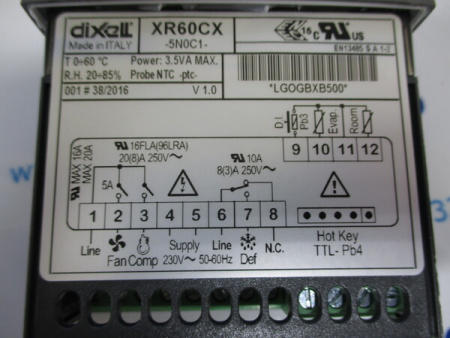 dixell XR60CX
Made in ITALY -5N0C1-
16 c UL US
EN13485 S A 1-2
T 0÷60 °C Power: 3.5VA MAX.
R.H. 20÷85% Probe NTC -ptc-
001 # 38/2016 V 1.0
*LGOGBXB500*
D.I. Pb3 Evap. Room
9 10 11 12
MAX 16A
MAX 20A
16FLA(96LRA)
20(8)A 250V~
10A
8(3)A 250V~
5A
1 2 3 4 5 6 7 8
Line Supply Line N.C.
Fan Comp 230V~ 50-60Hz Def
Hot Key
TTL- Pb4